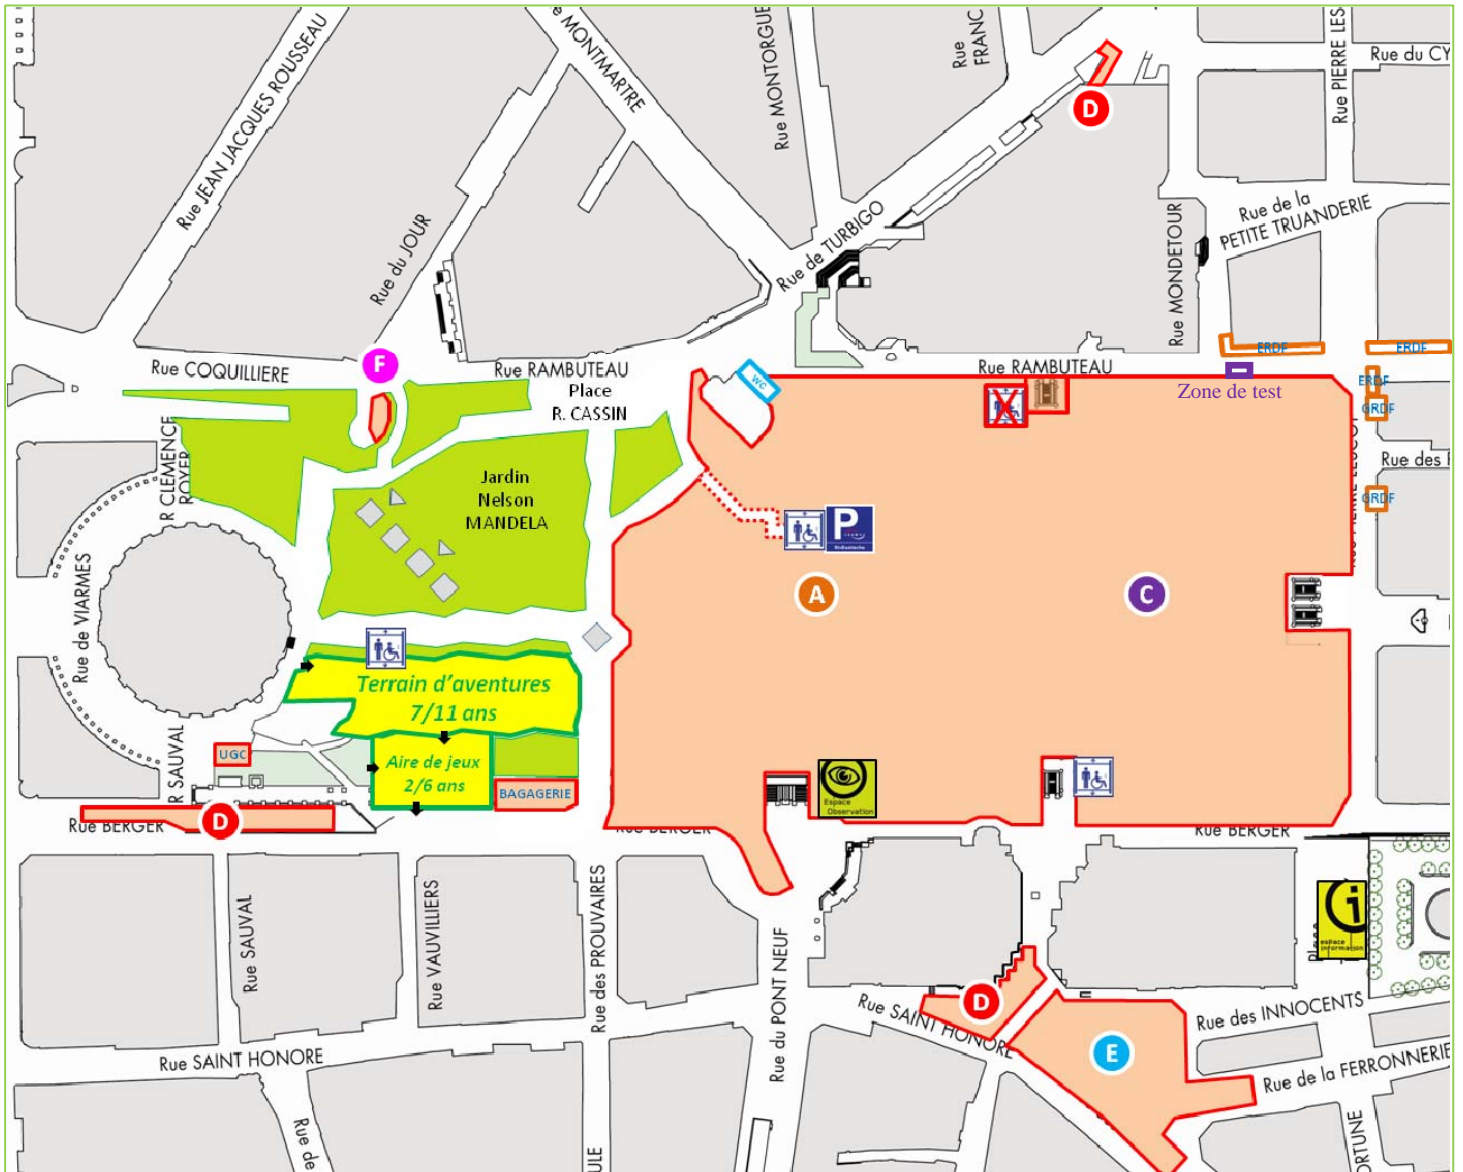 Rue JEAN JACQUES ROUSSEAU
MONTMARTRE
Rue MONTORGUE
Rue
FRANC
Rue PIERRE LES
Rue du CY
D
Rue du JOUR
Rue de TURBIGO
Rue MONDETOUR
Rue de la
PETITE TRUANDERIE
F
Rue COQUILLIERE
Rue RAMBUTEAU
Place
R. CASSIN
WC
Rue RAMBUTEAU
ERDF
ERDF
Zone de test
ERDF
GRDF
GRDF
Rue des
R CLEMENCE
ROYER
Jardin
Nelson
MANDELA
P
A
C
Rue de VIARMES
Terrain d'aventures
7/11 ans
Aire de jeux
2/6 ans
BAGAGERIE
UGC
R SAUVAL
Rue BERGER
D
Rue BERGER
Espace
Observation
Rue BERGER
Rue SAUVAL
Rue VAUVILLIERS
Rue des PROUVAIRES
Rue du PONT NEUF
i
espace
information
D
Rue SAINT HONORE
Rue des INNOCENTS
E
Rue SAINT HONORE
Rue de la FERRONNERIE
Rue de
ULE
ORTUNE